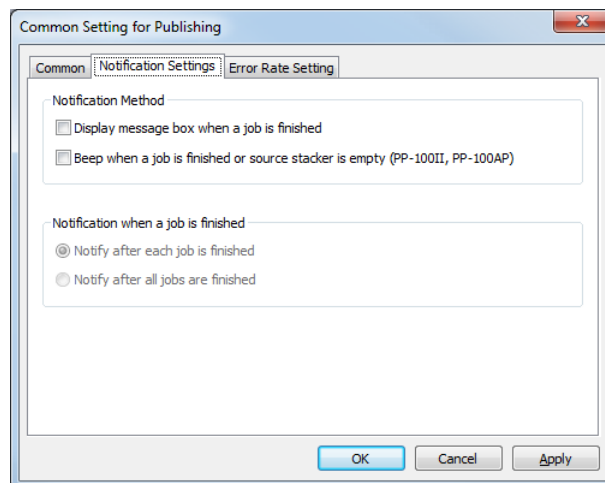 Common Setting for Publishing
Common Notification Settings Error Rate Setting
Notification Method
Display message box when a job is finished
Beep when a job is finished or source stacker is empty (PP-100II, PP-100AP)
Notification when a job is finished
Notify after each job is finished
Notify after all jobs are finished
OK Cancel Apply